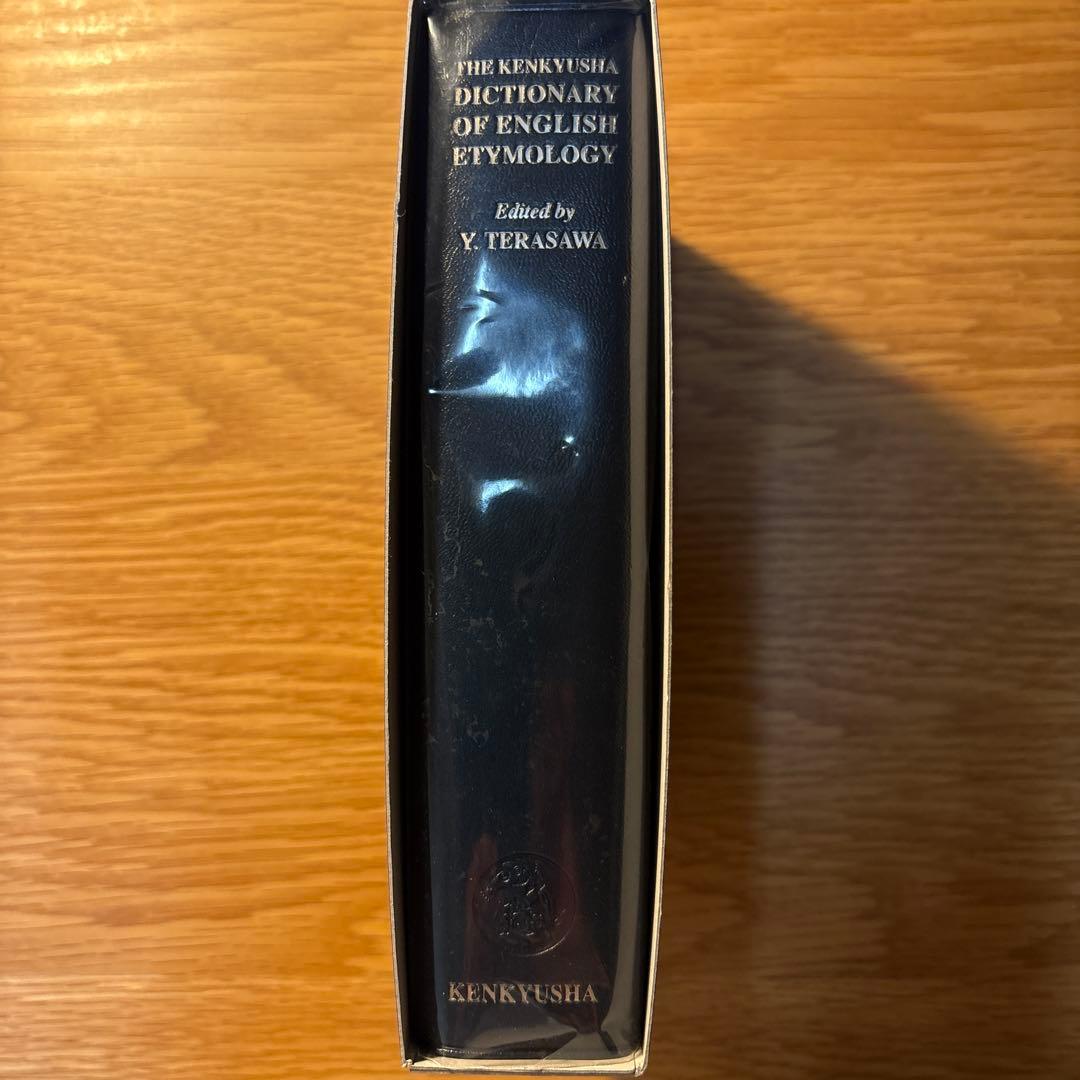 THE KENKYUSHA
DICTIONARY
OF ENGLISH
ETYMOLOGY
Edited by
Y. TERASAWA
KENKYUSHA